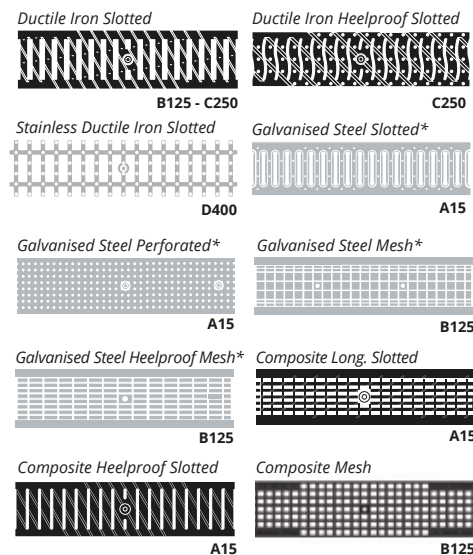 Ductile Iron Slotted
B125 - C250
Ductile Iron Heelproof Slotted
C250
Stainless Ductile Iron Slotted
D400
Galvanised Steel Slotted*
A15
Galvanised Steel Perforated*
A15
Galvanised Steel Mesh*
B125
Galvanised Steel Heelproof Mesh*
B125
Composite Long. Slotted
A15
Composite Heelproof Slotted
A15
Composite Mesh
B125